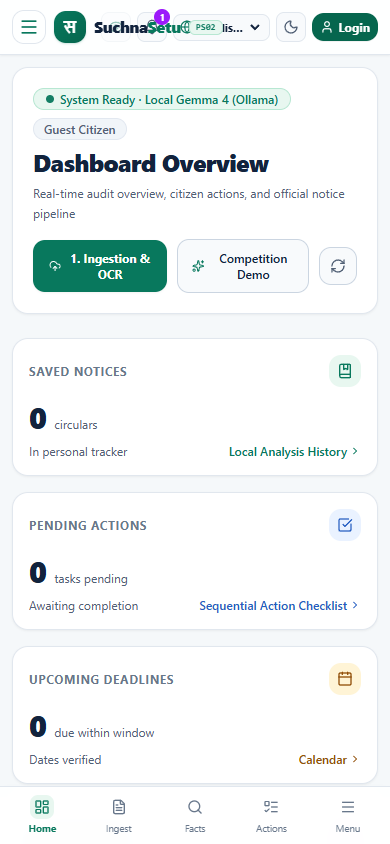 स SuchnaSetu 1 PS02 lis... Login
System Ready · Local Gemma 4 (Ollama)
Guest Citizen
Dashboard Overview
Real-time audit overview, citizen actions, and official notice
pipeline
1. Ingestion &
OCR
Competition
Demo
SAVED NOTICES
0 circulars
In personal tracker Local Analysis History
PENDING ACTIONS
0 tasks pending
Awaiting completion Sequential Action Checklist
UPCOMING DEADLINES
0 due within window
Dates verified Calendar
Home Ingest Facts Actions Menu